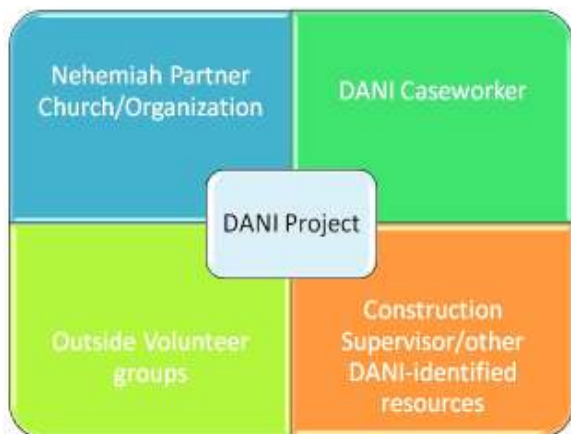 Nehemiah Partner
Church/Organization
DANI Caseworker
DANI Project
Outside Volunteer
groups
Construction
Supervisor/other
DANI-identified
resources